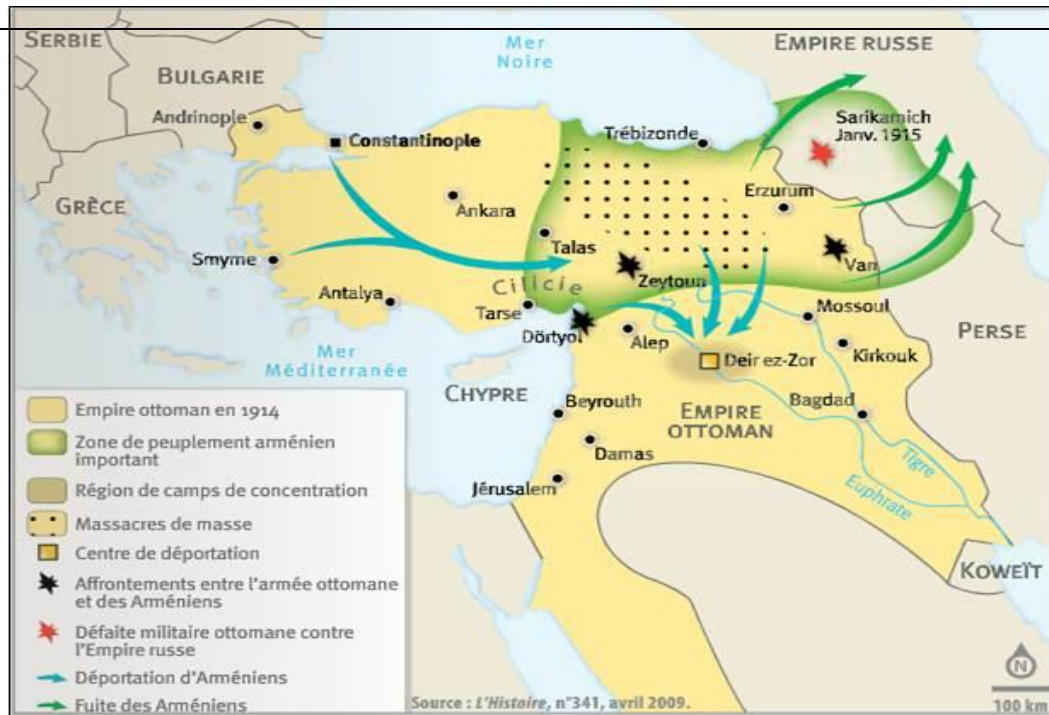 SERBIE
BULGARIE
Andrinople
Constantinople
GRÈCE
Ankara
Smyrne
Antalya
Mer
Noire
EMPIRE RUSSE
Sarikamich
Janv. 1915
Trébizonde
Erzurum
Talas
Zeytoun
Van
Cilicie
Tarse
Dörtyol
Alep
Deir ez-Zor
Mossoul
Kirkouk
PERSE
Mer
Méditerranée
CHYPRE
Beyrouth
Damas
Jérusalem
EMPIRE
OTTOMAN
Bagdad
Tigre
Euphrate
KOWEÏT
Empire ottoman en 1914
Zone de peuplement arménien
important
Région de camps de concentration
Massacres de masse
Centre de déportation
Affrontements entre l'armée ottomane
et des Arméniens
Défaite militaire ottomane contre
l'Empire russe
Déportation d'Arméniens
Fuite des Arméniens
Source : L'Histoire, n°341, avril 2009.
N
100 km